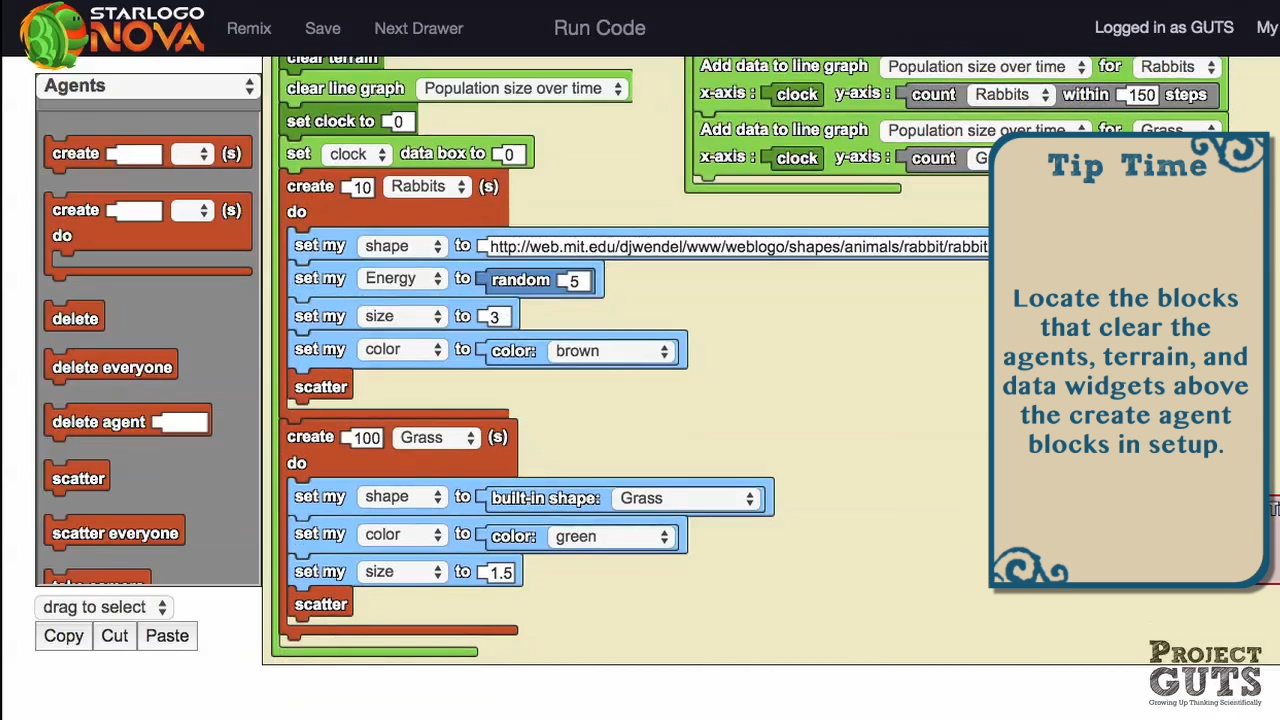 STARLOGO
NOVA
Remix
Save
Next Drawer
Run Code
Logged in as GUTS
My
Agents
create (s)
create (s)
do
delete
delete everyone
delete agent
scatter
scatter everyone
drag to select
Copy
Cut
Paste
clear terrain
clear line graph Population size over time
set clock to 0
set clock data box to 0
create 10 Rabbits (s)
do
set my shape to http://web.mit.edu/djwendel/www/weblogo/shapes/animals/rabbit/rabbit
set my Energy to random 5
set my size to 3
set my color to color: brown
scatter
create 100 Grass (s)
do
set my shape to built-in shape: Grass
set my color to color: green
set my size to 1.5
scatter
Add data to line graph Population size over time for Rabbits
x-axis: clock y-axis: count Rabbits within 150 steps
Add data to line graph Population size over time for Grass
x-axis: clock y-axis: count
Tip Time
Locate the blocks
that clear the
agents, terrain, and
data widgets above
the create agent
blocks in setup.
PROJECT
GUTS
Growing Up Thinking Scientifically